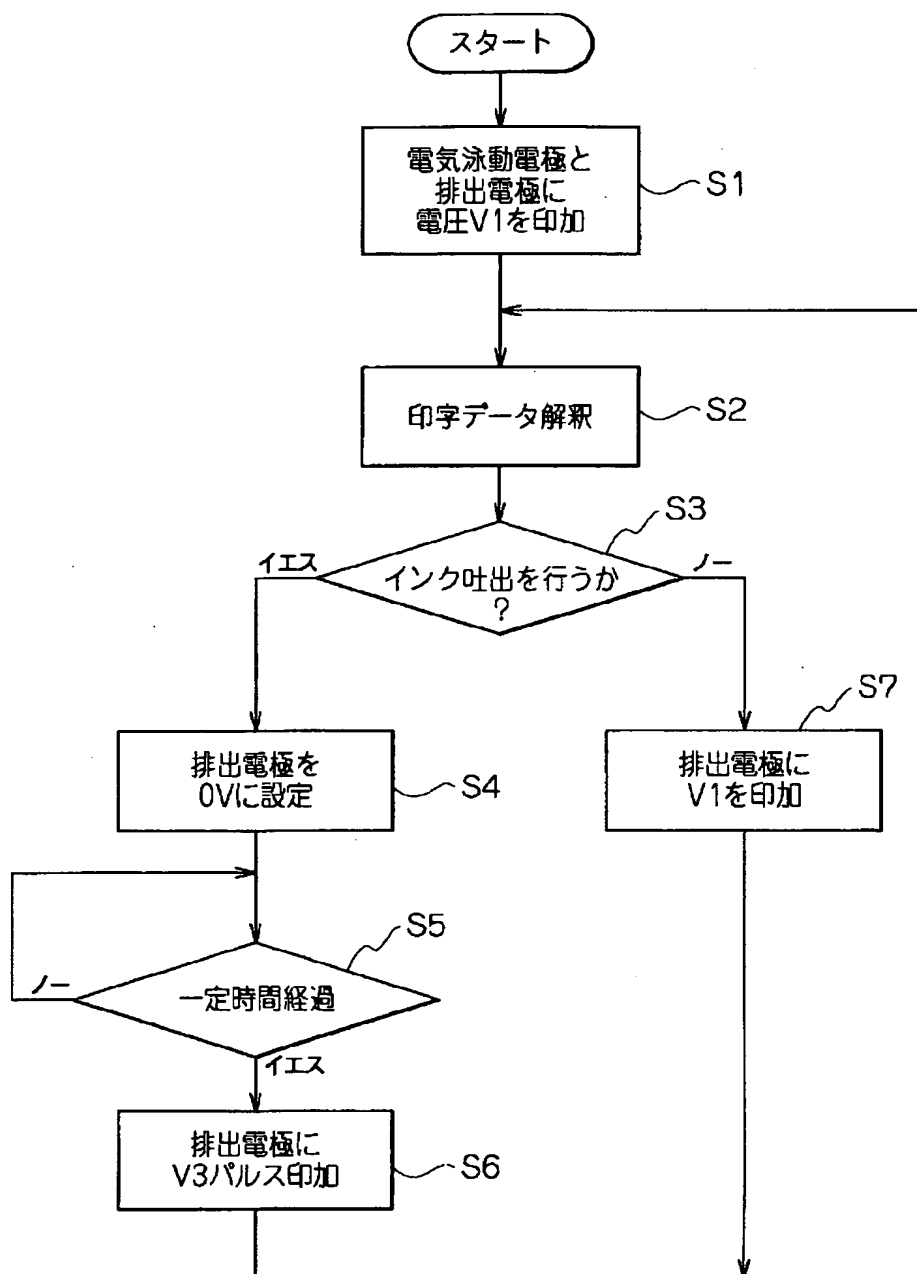 スタート
電気泳動電極と
排出電極に
電圧V1を印加
S1
印字データ解釈
S2
S3
イエス
インク吐出を行うか
?
ノー
S7
排出電極を
0Vに設定
S4
排出電極に
V1を印加
S5
ノー
一定時間経過
イエス
排出電極に
V3パルス印加
S6